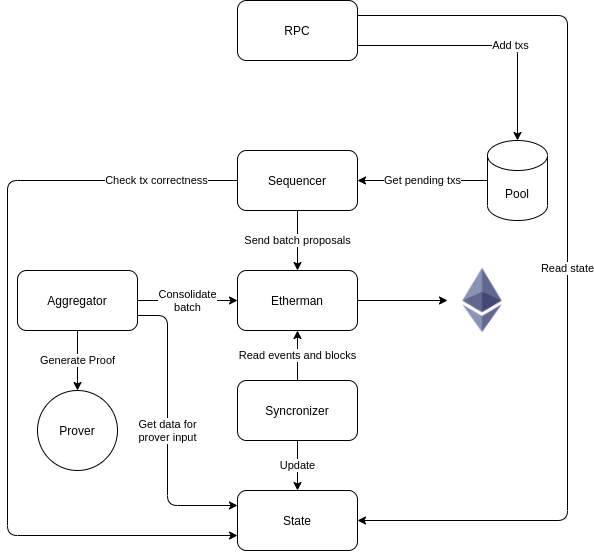 RPC
Add txs
Check tx correctness
Sequencer
Get pending txs
Pool
Send batch proposals
Read state
Aggregator
Consolidate
batch
Etherman
Generate Proof
Read events and blocks
Prover
Get data for
prover input
Syncronizer
Update
State